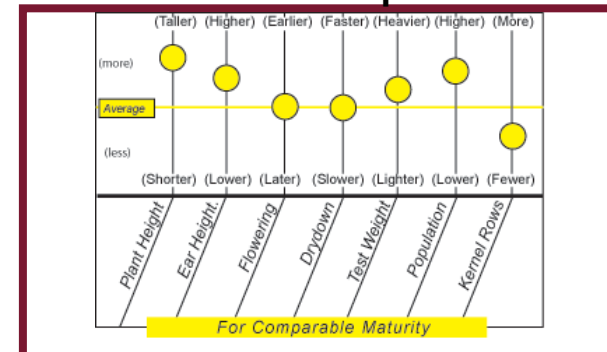 (Taller) (Higher) (Earlier) (Faster) (Heavier) (Higher) (More)
(more)
Average
(less)
(Shorter) (Lower) (Later) (Slower) (Lighter) (Lower) (Fewer)
Plant Height
Ear Height.
Flowering
Drydown
Test Weight
Population
Kernel Rows
For Comparable Maturity